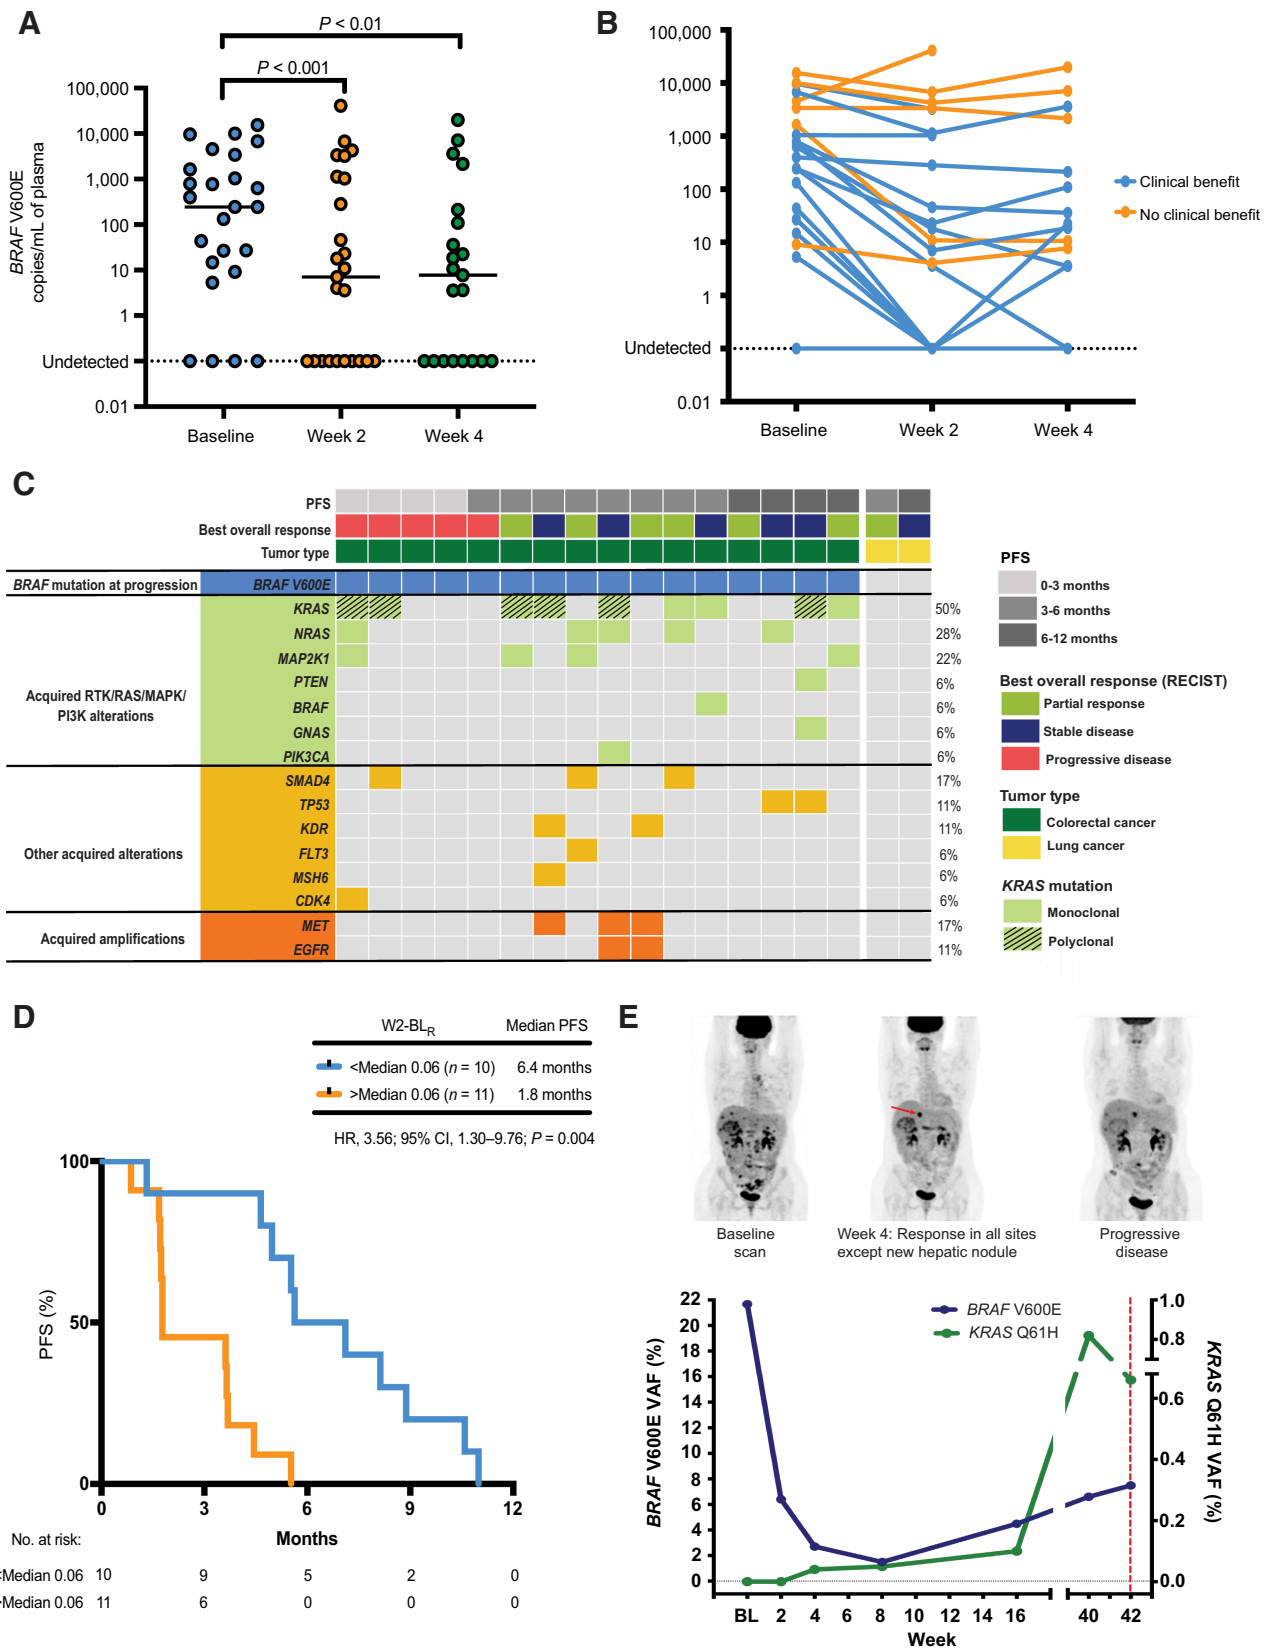 A
P < 0.01
P < 0.001
BRAF V600E
copies/mL of plasma
100,000
10,000
1,000
100
10
1
Undetected
0.01
Baseline
Week 2
Week 4
B
100,000
10,000
1,000
100
10
1
Undetected
0.01
Baseline
Week 2
Week 4
Clinical benefit
No clinical benefit
C
PFS
Best overall response
Tumor type
BRAF mutation at progression
BRAF V600E
Acquired RTK/RAS/MAPK/
PI3K alterations
KRAS 50%
NRAS 28%
MAP2K1 22%
PTEN 6%
BRAF 6%
GNAS 6%
PIK3CA 6%
Other acquired alterations
SMAD4 17%
TP53 11%
KDR 11%
FLT3 6%
MSH6 6%
CDK4 6%
Acquired amplifications
MET 17%
EGFR 11%
PFS
0-3 months
3-6 months
6-12 months
Best overall response (RECIST)
Partial response
Stable disease
Progressive disease
Tumor type
Colorectal cancer
Lung cancer
KRAS mutation
Monoclonal
Polyclonal
D
W2-BLR Median PFS
<Median 0.06 (n = 10) 6.4 months
>Median 0.06 (n = 11) 1.8 months
HR, 3.56; 95% CI, 1.30–9.76; P = 0.004
PFS (%)
100
50
0
0 3 6 9 12
Months
No. at risk:
<Median 0.06 10 9 5 2 0
>Median 0.06 11 6 0 0 0
E
Baseline
scan
Week 4: Response in all sites
except new hepatic nodule
Progressive
disease
BRAF V600E VAF (%)
22
20
18
16
14
12
10
8
6
4
2
0
BRAF V600E
KRAS Q61H
1.0
0.8
0.6
0.4
0.2
0.0
KRAS Q61H VAF (%)
BL 2 4 6 8 10 12 14 16 40 42
Week